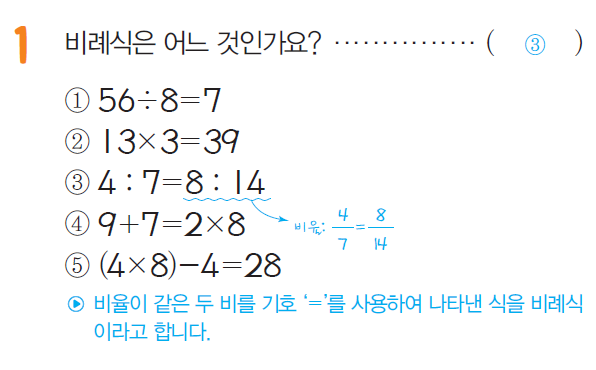 1 비례식은 어느 것인가요? ·················· ( ③ )
① 56÷8=7
② 13×3=39
③ 4 : 7=8 : 14
④ 9+7=2×8
비율: 4/7 = 8/14
⑤ (4×8)-4=28
▶ 비율이 같은 두 비를 기호 ‘=’를 사용하여 나타낸 식을 비례식
이라고 합니다.